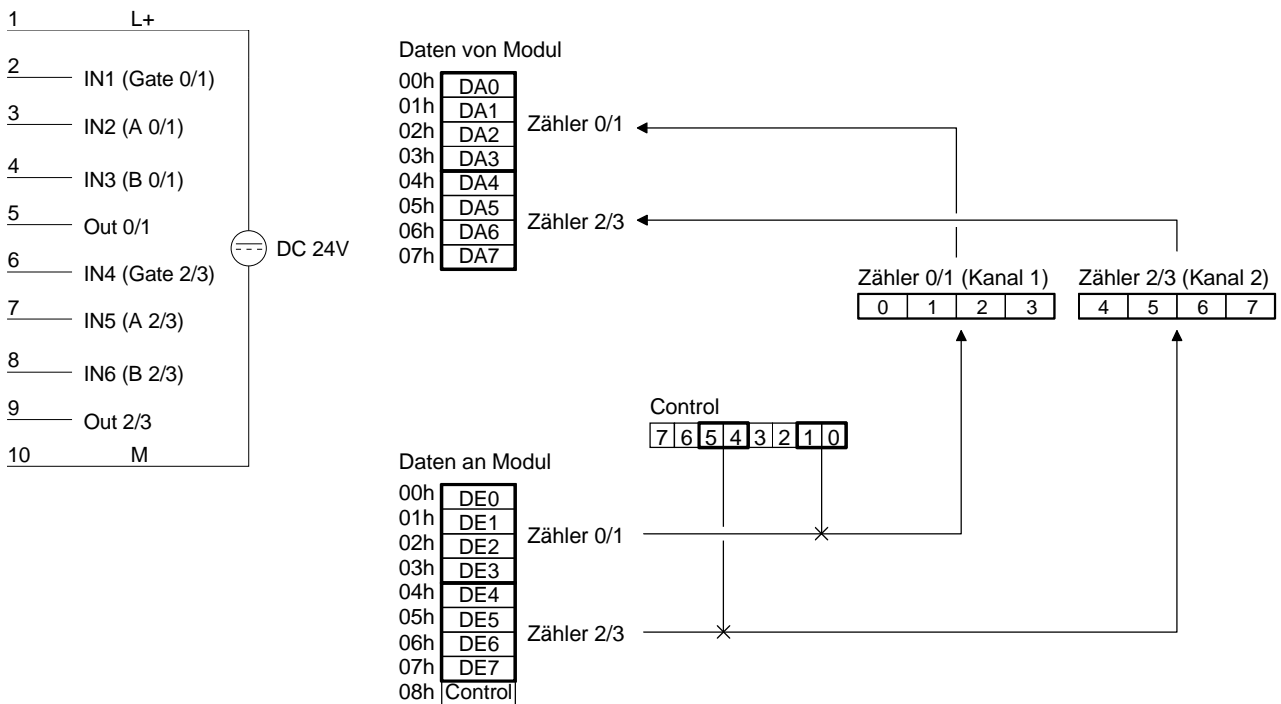 1 L+
2 IN1 (Gate 0/1)
3 IN2 (A 0/1)
4 IN3 (B 0/1)
5 Out 0/1
6 IN4 (Gate 2/3)
7 IN5 (A 2/3)
8 IN6 (B 2/3)
9 Out 2/3
10 M
DC 24V
Daten von Modul
00h DA0
01h DA1
02h DA2
03h DA3
Zähler 0/1
04h DA4
05h DA5
06h DA6
07h DA7
Zähler 2/3
Zähler 0/1 (Kanal 1)
0 1 2 3
Zähler 2/3 (Kanal 2)
4 5 6 7
Control
7 6 5 4 3 2 1 0
Daten an Modul
00h DE0
01h DE1
02h DE2
03h DE3
Zähler 0/1
04h DE4
05h DE5
06h DE6
07h DE7
Zähler 2/3
08h Control